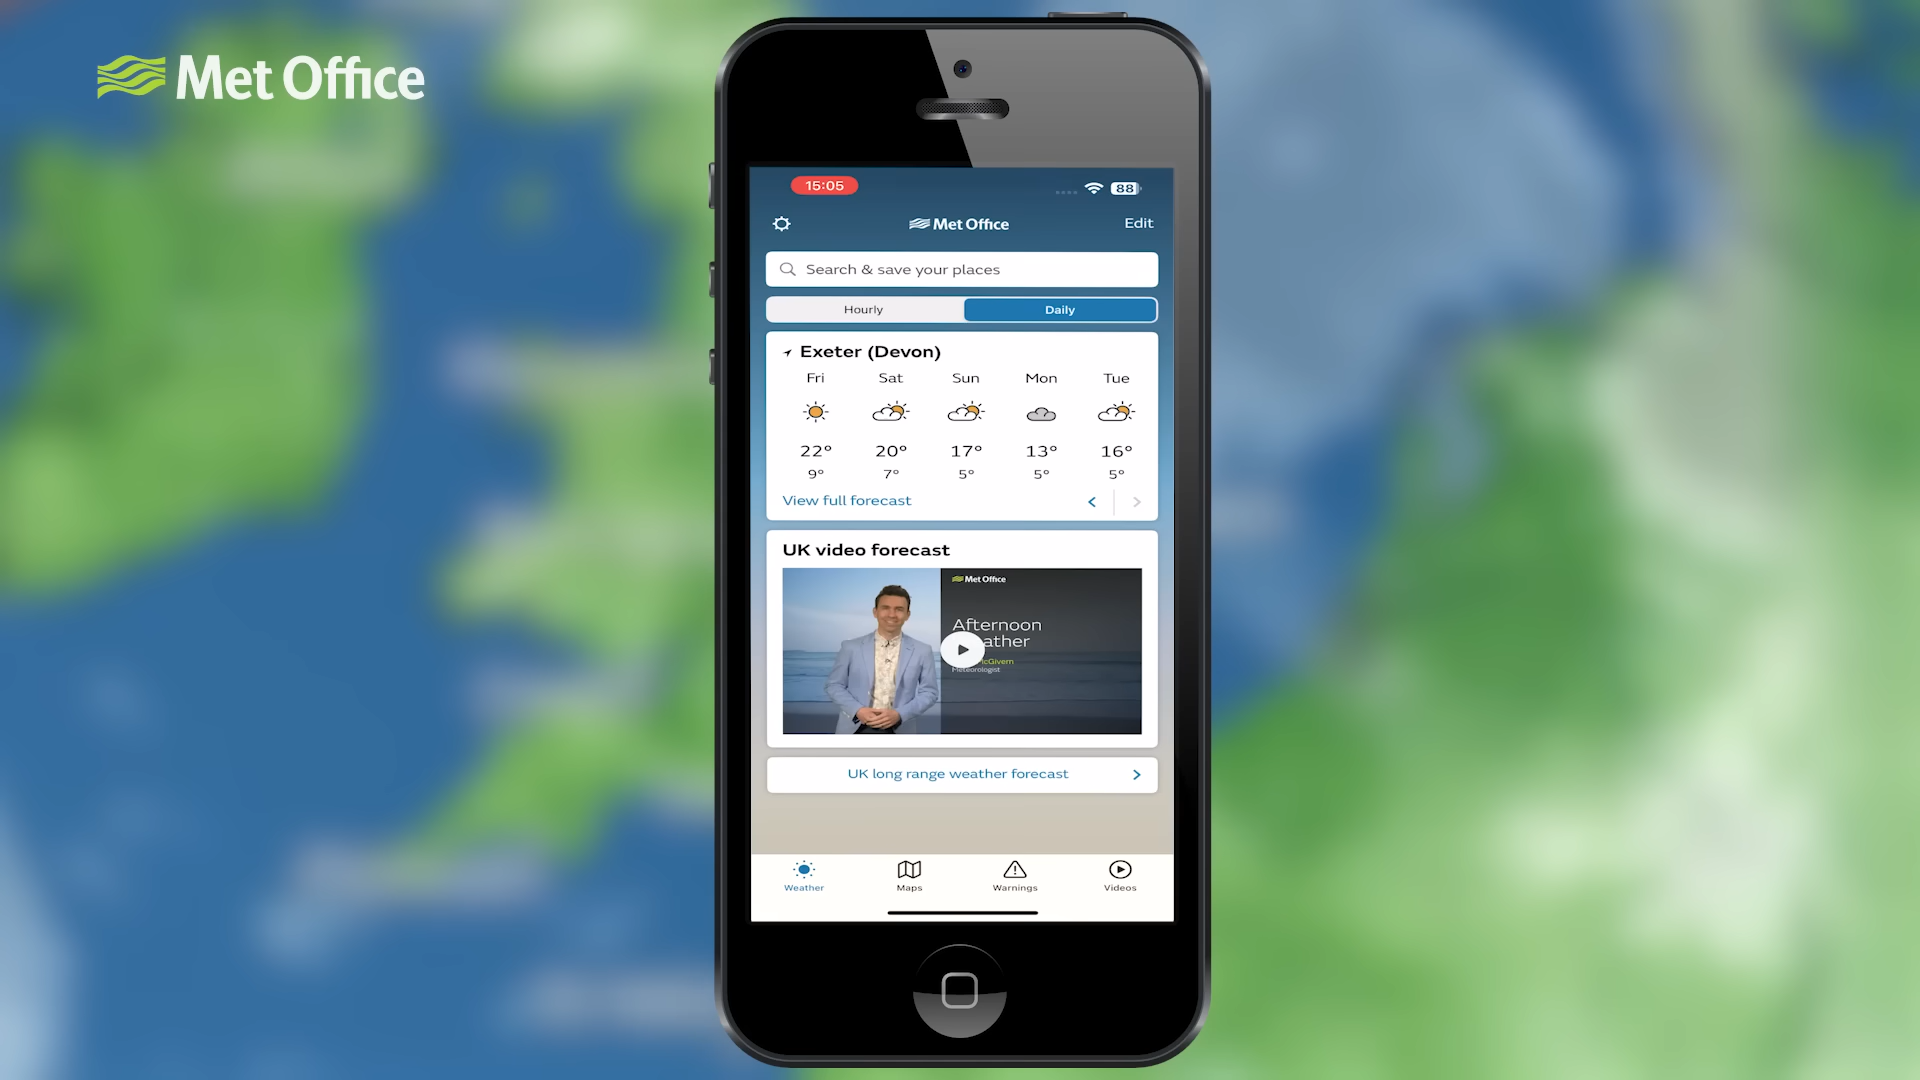 Met Office
15:05
88
Met Office
Edit
Search & save your places
Hourly
Daily
Exeter (Devon)
Fri Sat Sun Mon Tue
22° 20° 17° 13° 16°
9° 7° 5° 5° 5°
View full forecast
UK video forecast
Met Office
Afternoon
Meteorologist
UK long range weather forecast
Weather
Maps
Warnings
Videos